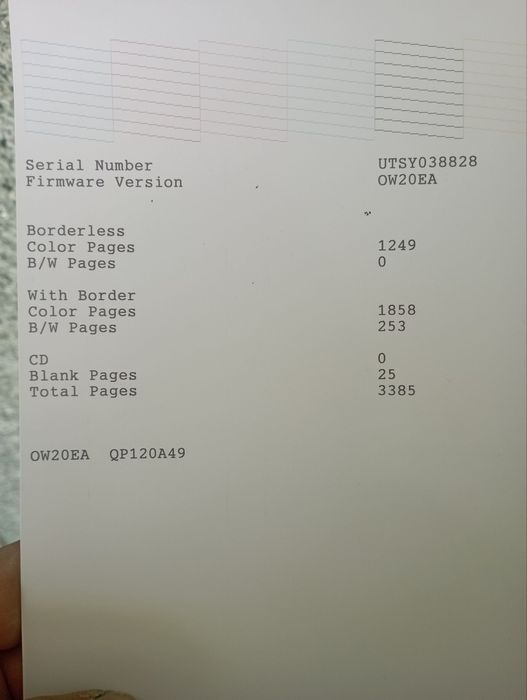 Serial Number UTSY038828
Firmware Version OW20EA
Borderless
Color Pages 1249
B/W Pages 0
With Border
Color Pages 1858
B/W Pages 253
CD 0
Blank Pages 25
Total Pages 3385
OW20EA QP120A49